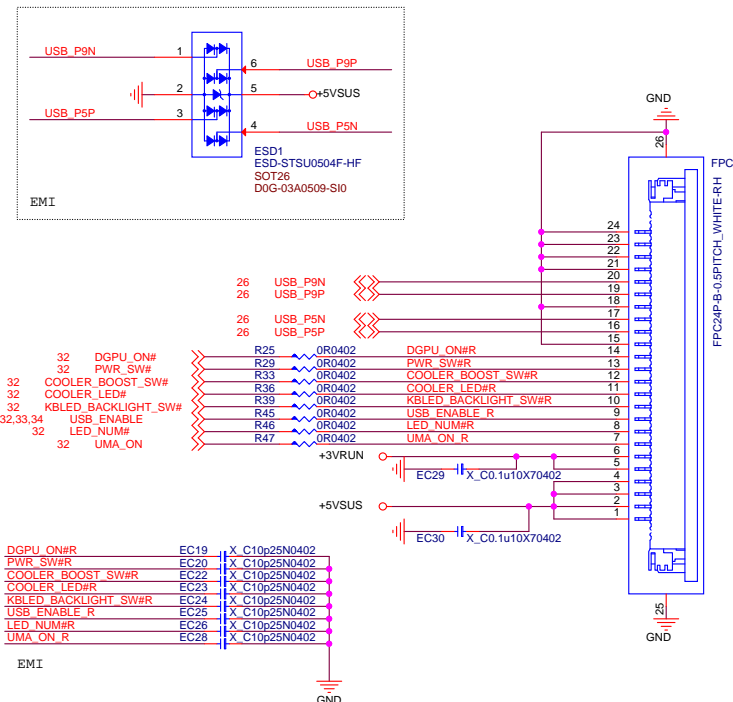 USB_P9N 1
6 USB_P9P
2 5 +5VSUS
USB_P5P 3
4 USB_P5N
ESD1
ESD-STSU0504F-HF
SOT26
D0G-03A0509-SI0
EMI
GND
26
FPC
FPC24P-B-0.5PITCH_WHITE-RH
24
23
22
21
26 USB_P9N 20
26 USB_P9P 19
18
26 USB_P5N 17
26 USB_P5P 16
15
32 DGPU_ON# R25 0R0402 DGPU_ON#R 14
32 PWR_SW# R29 0R0402 PWR_SW#R 13
32 COOLER_BOOST_SW# R33 0R0402 COOLER_BOOST_SW#R 12
32 COOLER_LED# R36 0R0402 COOLER_LED#R 11
32 KBLED_BACKLIGHT_SW# R39 0R0402 KBLED_BACKLIGHT_SW#R 10
32,33,34 USB_ENABLE R45 0R0402 USB_ENABLE_R 9
32 LED_NUM# R46 0R0402 LED_NUM#R 8
32 UMA_ON R47 0R0402 UMA_ON_R 7
+3VRUN 6
5
EC29 X_C0.1u10X70402
4
3
+5VSUS 2
1
EC30 X_C0.1u10X70402
25
GND
DGPU_ON#R EC19 X_C10p25N0402
PWR_SW#R EC20 X_C10p25N0402
COOLER_BOOST_SW#R EC22 X_C10p25N0402
COOLER_LED#R EC23 X_C10p25N0402
KBLED_BACKLIGHT_SW#R EC24 X_C10p25N0402
USB_ENABLE_R EC25 X_C10p25N0402
LED_NUM#R EC26 X_C10p25N0402
UMA_ON_R EC28 X_C10p25N0402
EMI
GND